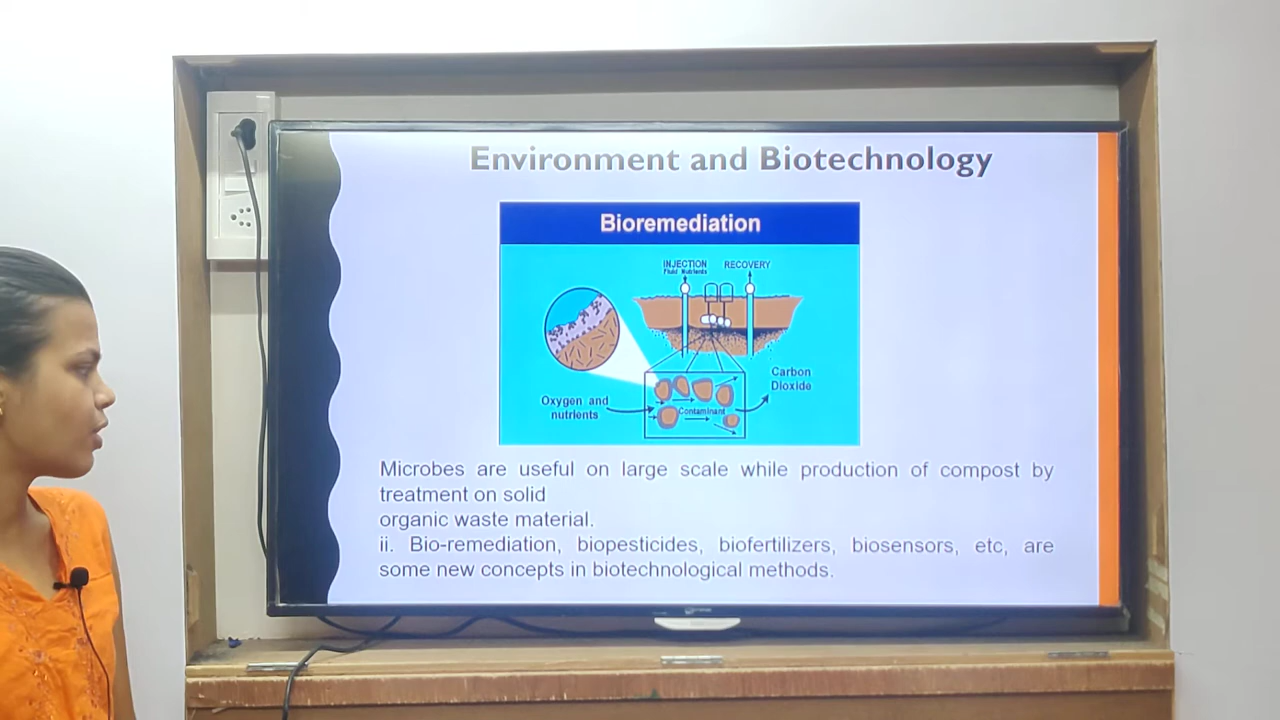 Environment and Biotechnology
Bioremediation
INJECTION
Fluid Nutrients
RECOVERY
Carbon
Dioxide
Oxygen and
nutrients
Contaminant
Microbes are useful on large scale while production of compost by
treatment on solid
organic waste material.
ii. Bio-remediation, biopesticides, biofertilizers, biosensors, etc, are
some new concepts in biotechnological methods.